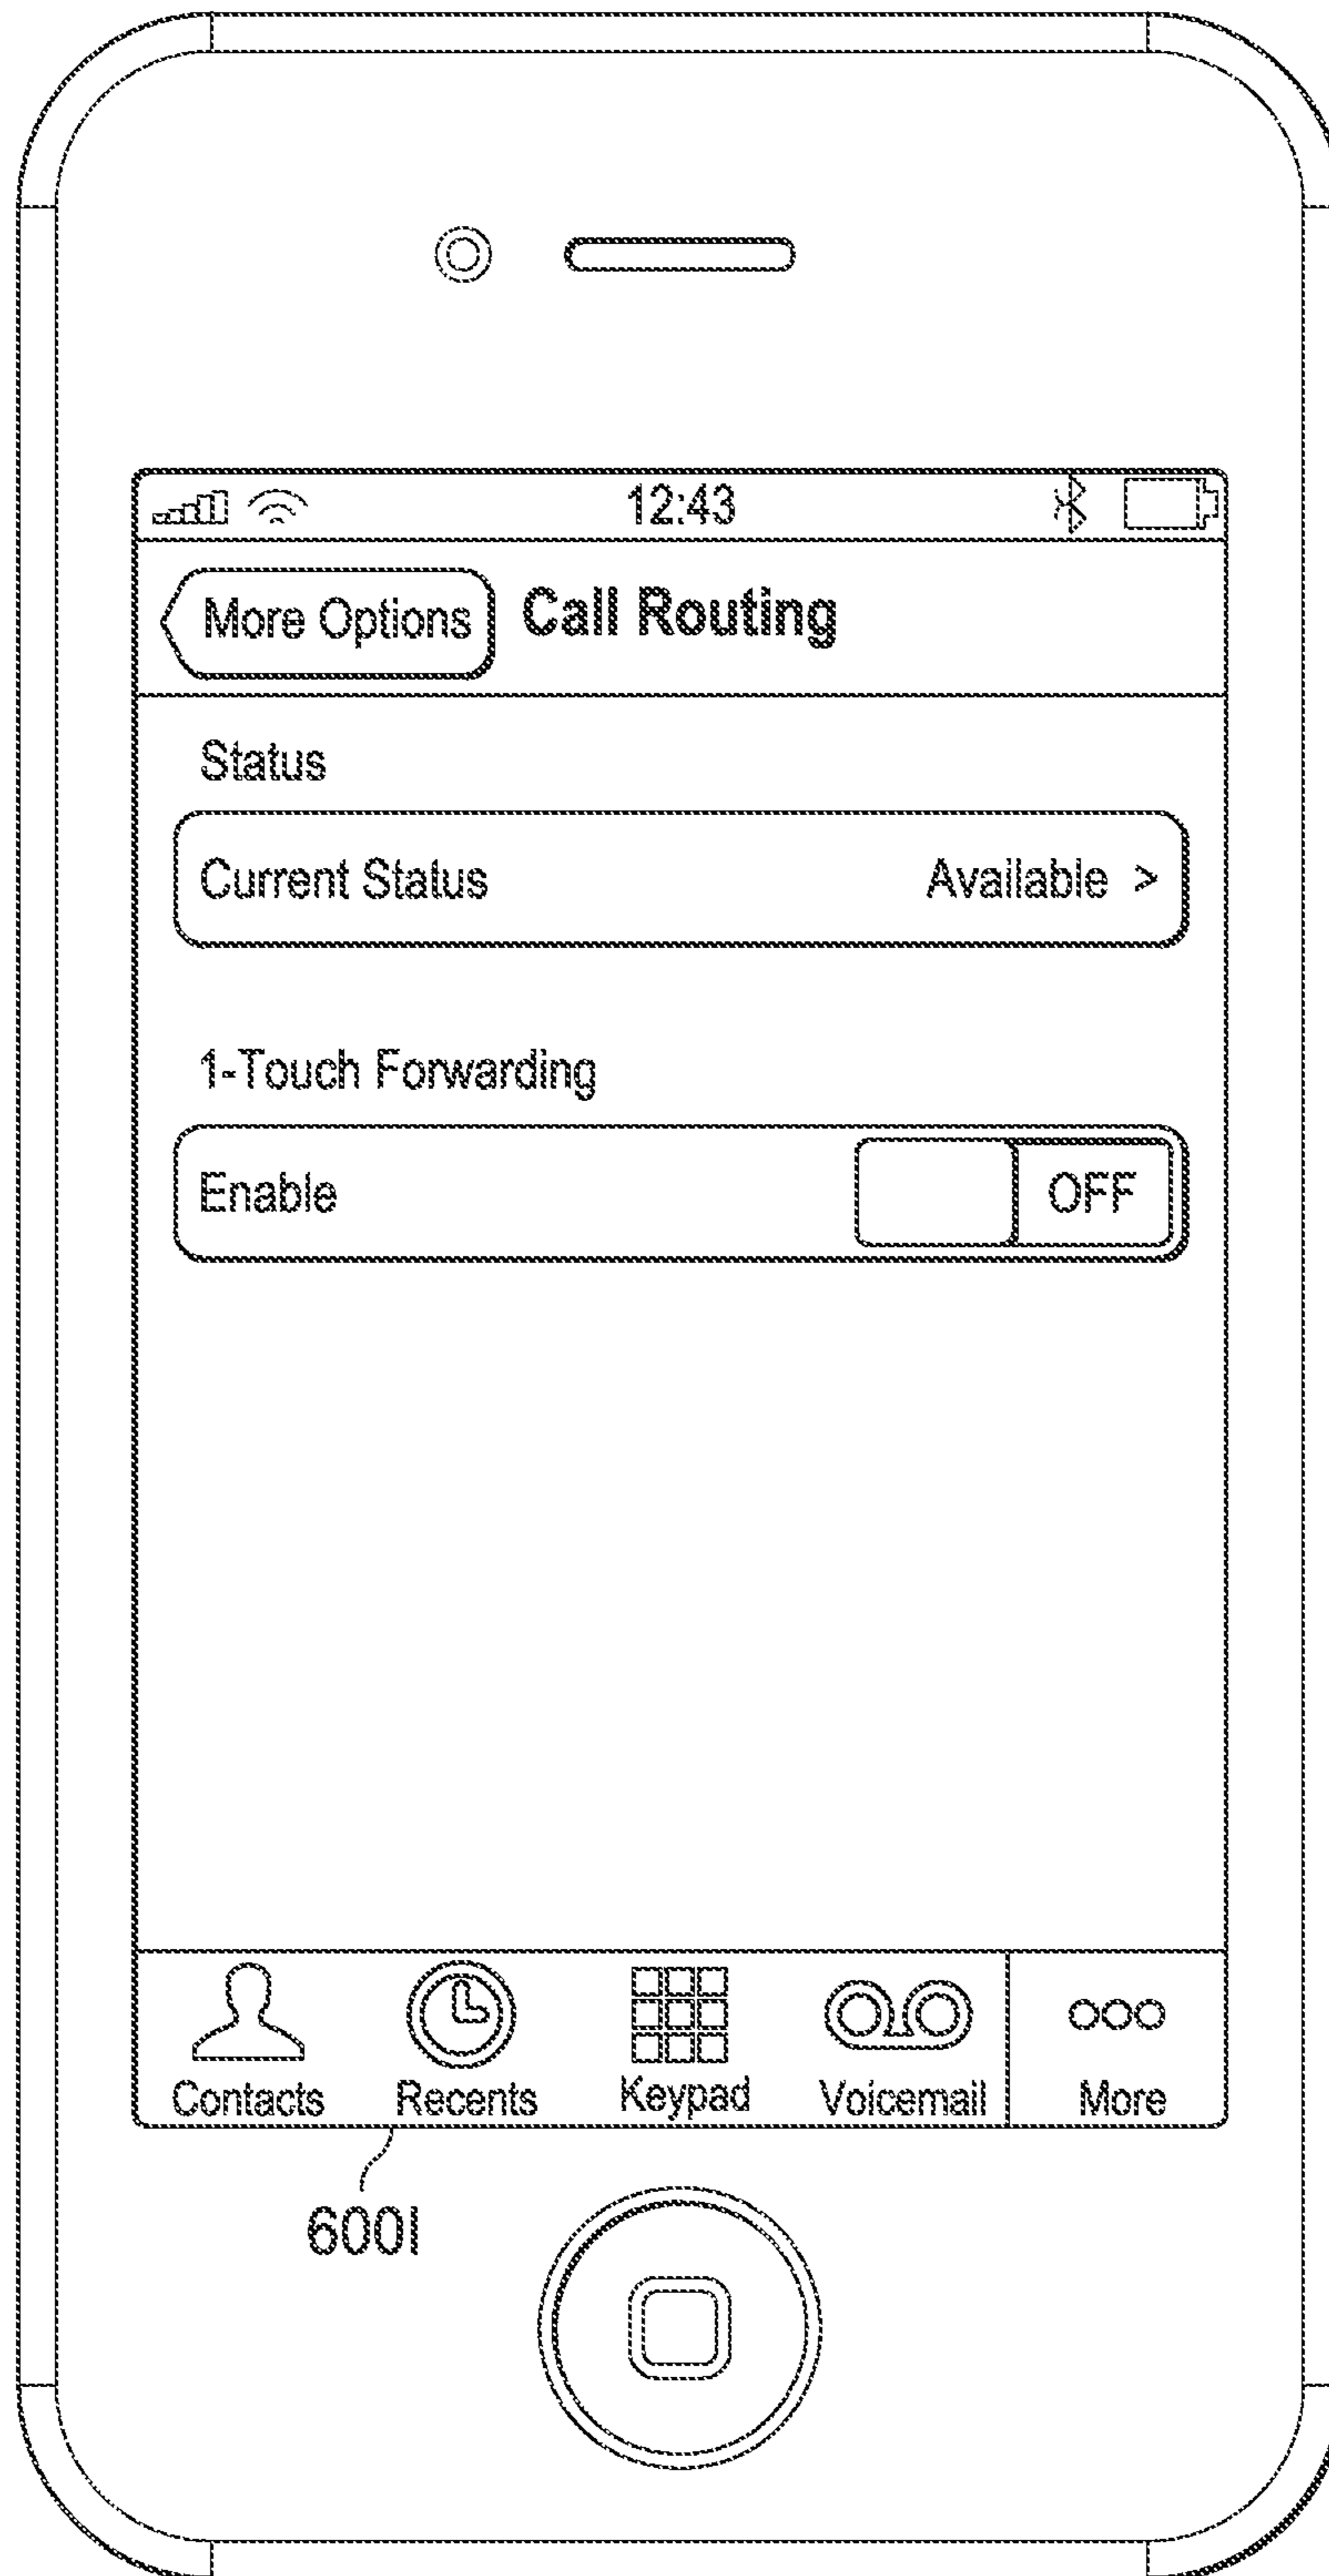 12:43
More Options Call Routing
Status
Current Status Available >
1-Touch Forwarding
Enable OFF
Contacts Recents Keypad Voicemail More
600I